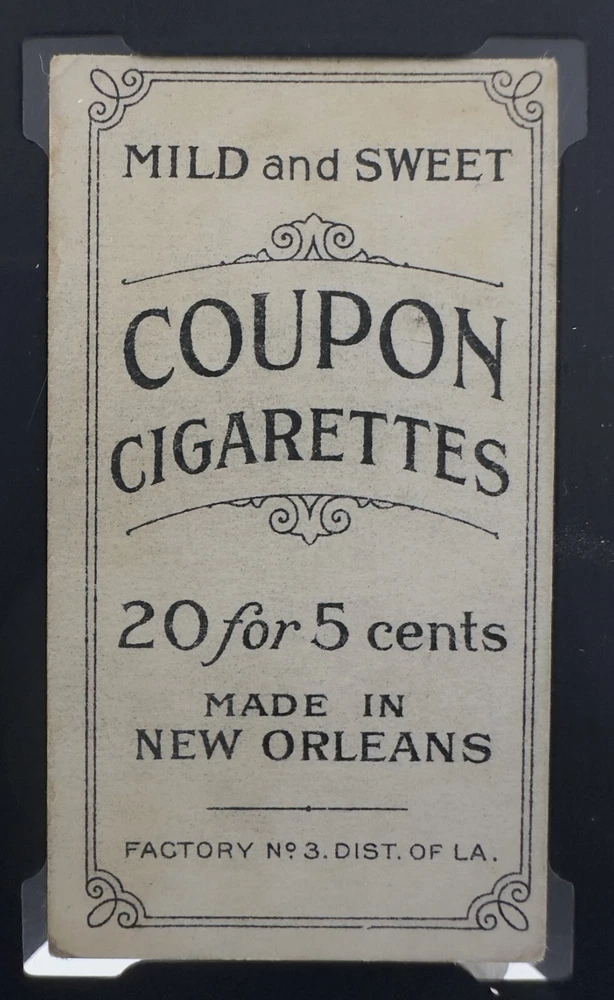 MILD and SWEET
COUPON
CIGARETTES
20 for 5 cents
MADE IN
NEW ORLEANS
FACTORY Nº 3. DIST. OF LA.